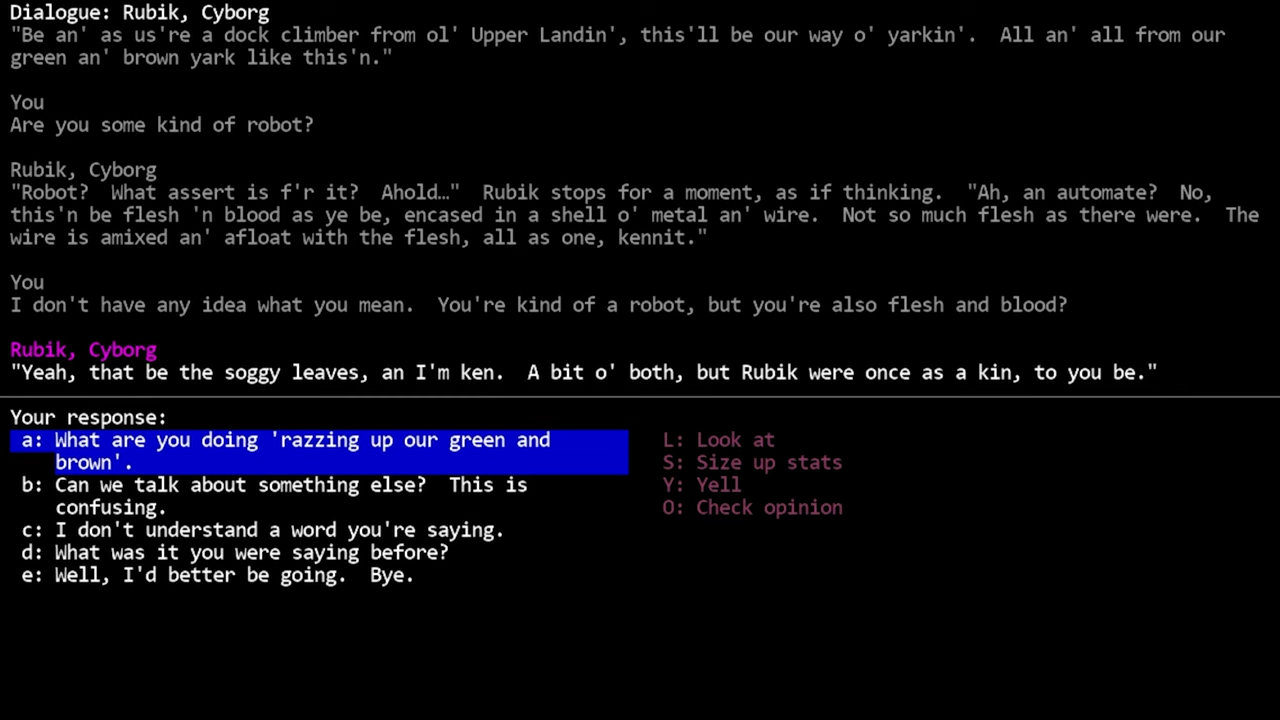 Dialogue: Rubik, Cyborg
"Be an' as us're a dock climber from ol' Upper Landin', this'll be our way o' yarkin'.  All an' all from our
green an' brown yark like this'n."
You
Are you some kind of robot?
Rubik, Cyborg
"Robot?  What assert is f'r it?  Ahold…"  Rubik stops for a moment, as if thinking.  "Ah, an automate?  No,
this'n be flesh 'n blood as ye be, encased in a shell o' metal an' wire.  Not so much flesh as there were.  The
wire is amixed an' afloat with the flesh, all as one, kennit."
You
I don't have any idea what you mean.  You're kind of a robot, but you're also flesh and blood?
Rubik, Cyborg
"Yeah, that be the soggy leaves, an I'm ken.  A bit o' both, but Rubik were once as a kin, to you be."
Your response:
a: What are you doing 'razzing up our green and
brown'.
b: Can we talk about something else?  This is
confusing.
c: I don't understand a word you're saying.
d: What was it you were saying before?
e: Well, I'd better be going.  Bye.
L: Look at
S: Size up stats
Y: Yell
O: Check opinion